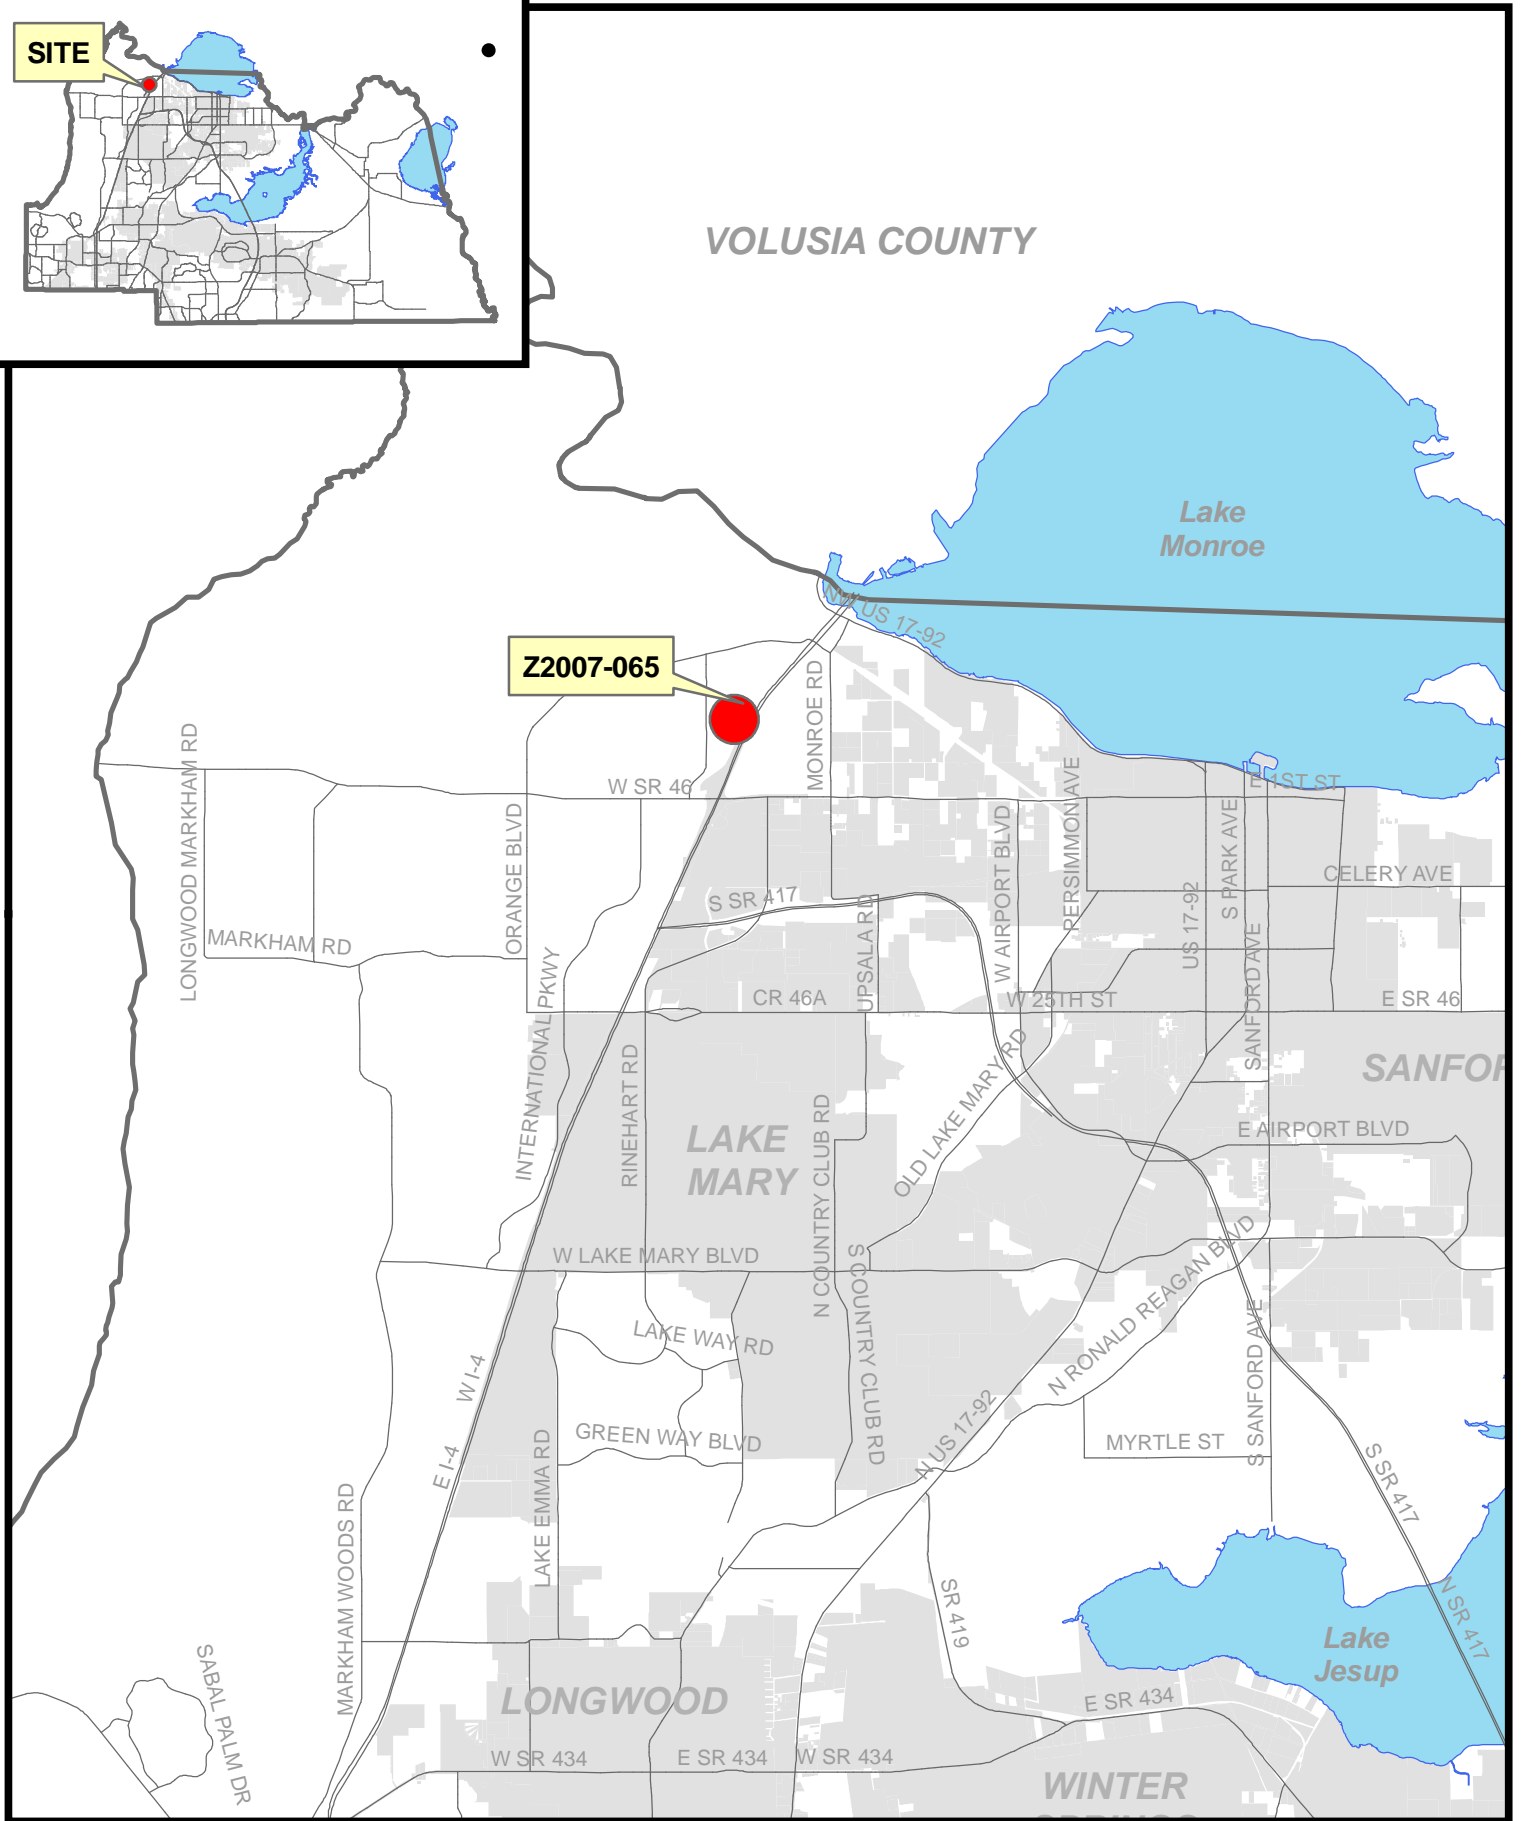 SITE
VOLUSIA COUNTY
Lake
Monroe
NW US 17-92
Z2007-065
MONROE RD
LONGWOOD MARKHAM RD
W SR 46
E 1ST ST
PERSIMMON AVE
ORANGE BLVD
W AIRPORT BLVD
S PARK AVE
CELERY AVE
S SR 417
US 17-92
UPSALA RD
MARKHAM RD
SANFORD AVE
INTERNATIONAL PKWY
CR 46A
W 25TH ST
E SR 46
RINEHART RD
OLD LAKE MARY RD
SANFOR
LAKE
MARY
N COUNTRY CLUB RD
E AIRPORT BLVD
W LAKE MARY BLVD
S COUNTRY CLUB RD
N RONALD REAGAN BLVD
LAKE WAY RD
S SANFORD AVE
W I-4
E I-4
N US 17-92
GREEN WAY BLVD
MYRTLE ST
S SR 417
LAKE EMMA RD
MARKHAM WOODS RD
SR 419
N SR 417
Lake
Jesup
SABAL PALM DR
LONGWOOD
E SR 434
W SR 434
E SR 434
W SR 434
WINTER
SPRINGS